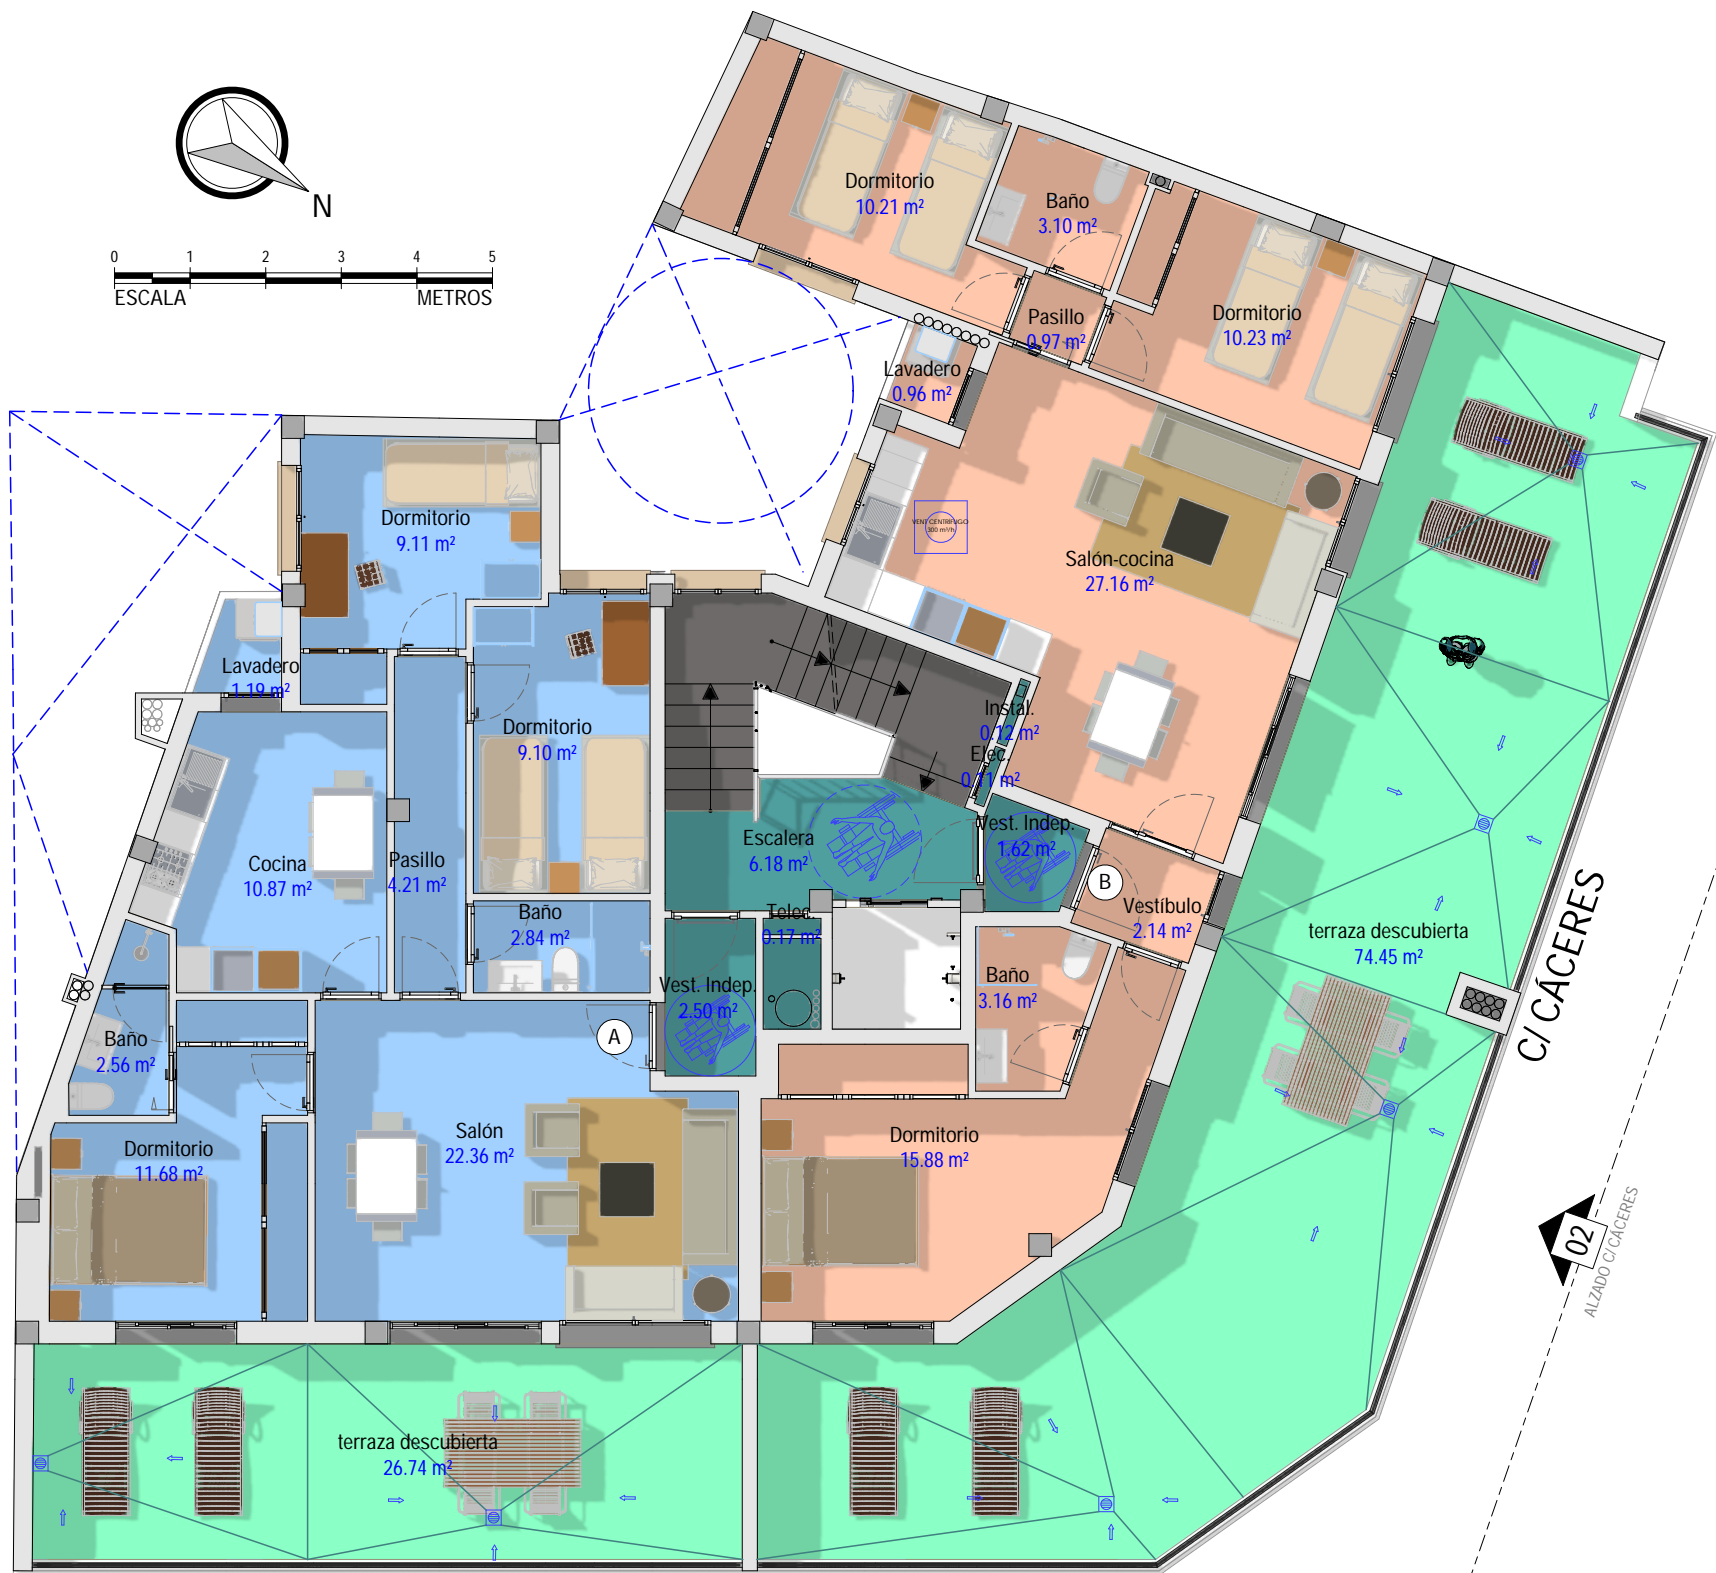 N
0 1 2 3 4 5
ESCALA METROS
Dormitorio
10.21 m²
Baño
3.10 m²
Dormitorio
10.23 m²
Pasillo
0.97 m²
Lavadero
0.96 m²
VENT CENTRÍFUGO
300 m³/h
Salón-cocina
27.16 m²
Dormitorio
9.11 m²
Lavadero
1.19 m²
Dormitorio
9.10 m²
Instal.
0.12 m²
Elec.
0.11 m²
Cocina
10.87 m²
Pasillo
4.21 m²
Escalera
6.18 m²
Vest. Indep.
1.62 m²
B
Vestíbulo
2.14 m²
Baño
2.84 m²
Telec.
0.17 m²
terraza descubierta
74.45 m²
C/ CÁCERES
Vest. Indep.
2.50 m²
Baño
3.16 m²
A
Baño
2.56 m²
Dormitorio
11.68 m²
Salón
22.36 m²
Dormitorio
15.88 m²
02
ALZADO C/ CÁCERES
terraza descubierta
26.74 m²